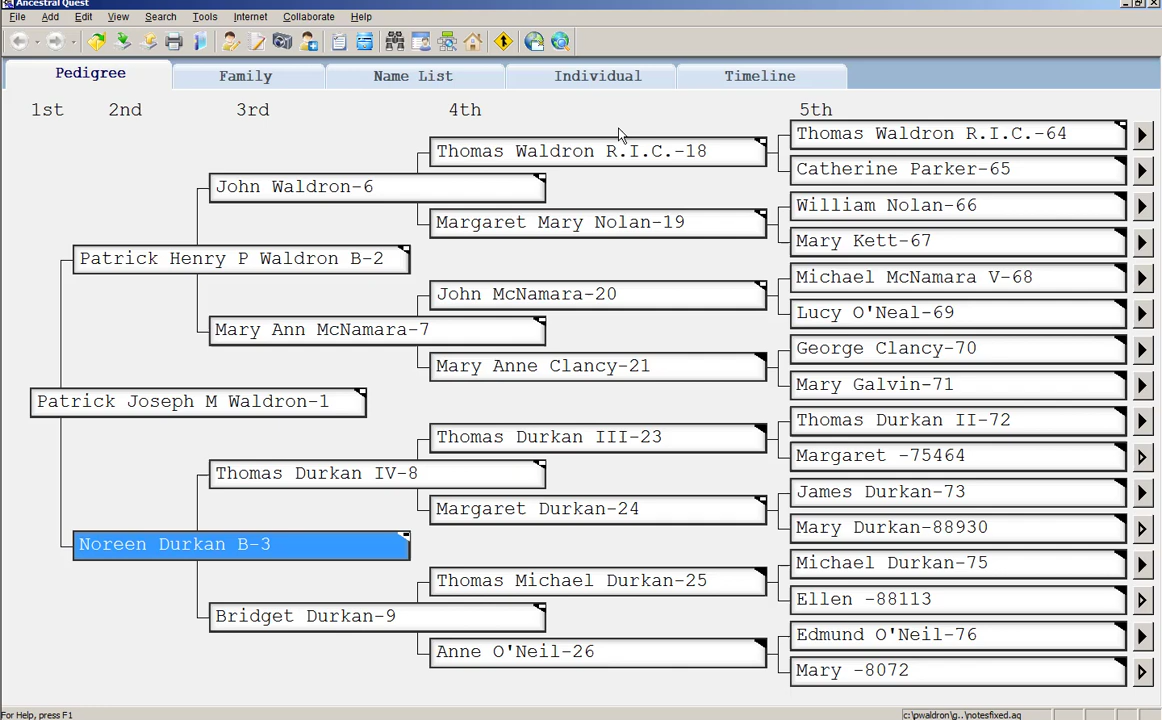 Ancestral Quest
File Add Edit View Search Tools Internet Collaborate Help
Pedigree Family Name List Individual Timeline
1st 2nd 3rd 4th 5th
Thomas Waldron R.I.C.-64
Thomas Waldron R.I.C.-18
Catherine Parker-65
John Waldron-6
William Nolan-66
Margaret Mary Nolan-19
Mary Kett-67
Patrick Henry P Waldron B-2
Michael McNamara V-68
John McNamara-20
Lucy O'Neal-69
Mary Ann McNamara-7
George Clancy-70
Mary Anne Clancy-21
Mary Galvin-71
Patrick Joseph M Waldron-1
Thomas Durkan II-72
Thomas Durkan III-23
Margaret -75464
Thomas Durkan IV-8
James Durkan-73
Margaret Durkan-24
Mary Durkan-88930
Noreen Durkan B-3
Michael Durkan-75
Thomas Michael Durkan-25
Ellen -88113
Bridget Durkan-9
Edmund O'Neil-76
Anne O'Neil-26
Mary -8072
For Help, press F1
c:\pwaldron\g..\notesfixed.aq